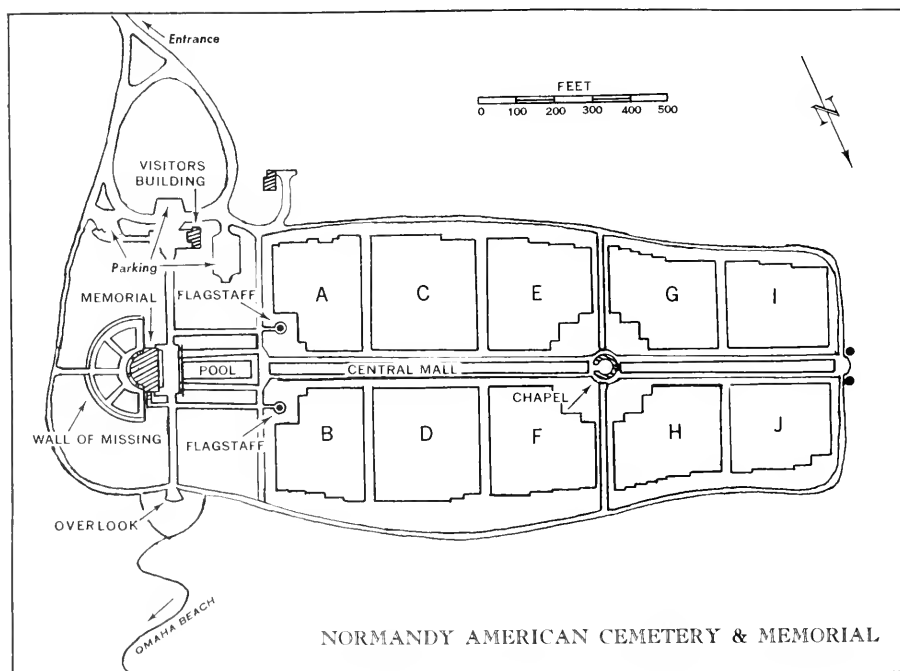 Entrance
FEET
0 100 200 300 400 500
N
VISITORS
BUILDING
Parking
MEMORIAL
FLAGSTAFF
A
C
E
G
I
POOL
CENTRAL MALL
CHAPEL
WALL OF MISSING
FLAGSTAFF
B
D
F
H
J
OVERLOOK
OMAHA BEACH
NORMANDY AMERICAN CEMETERY & MEMORIAL